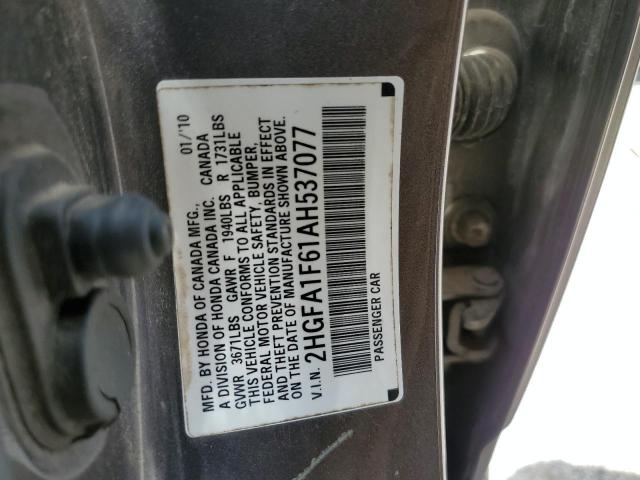 MFD. BY HONDA OF CANADA MFG., 01/'10
A DIVISION OF HONDA CANADA INC. CANADA
GVWR 3671LBS GAWR F 1940LBS R 1731LBS
THIS VEHICLE CONFORMS TO ALL APPLICABLE
FEDERAL MOTOR VEHICLE SAFETY, BUMPER,
AND THEFT PREVENTION STANDARDS IN EFFECT
ON THE DATE OF MANUFACTURE SHOWN ABOVE.
V.I.N. 2HGFA1F61AH537077
PASSENGER CAR